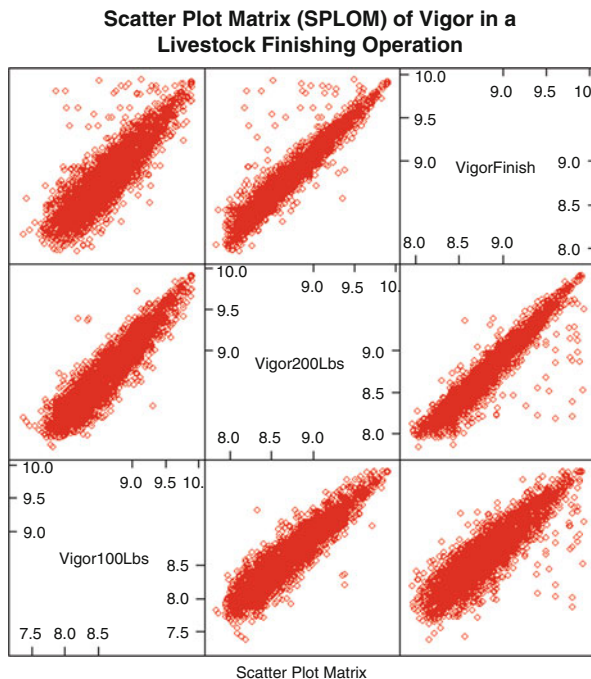 Scatter Plot Matrix (SPLOM) of Vigor in a
Livestock Finishing Operation
10.0
9.0 9.5 10.
9.5
9.0 VigorFinish 9.0
8.5
8.0 8.5 9.0 8.0
10.0 9.0 9.5 10.
9.5
9.0 Vigor200Lbs 9.0
8.5
8.0 8.5 9.0 8.0
10.0 9.0 9.5 10.
9.5
9.0
Vigor100Lbs 8.5
8.0
7.5 8.0 8.5 7.5
Scatter Plot Matrix